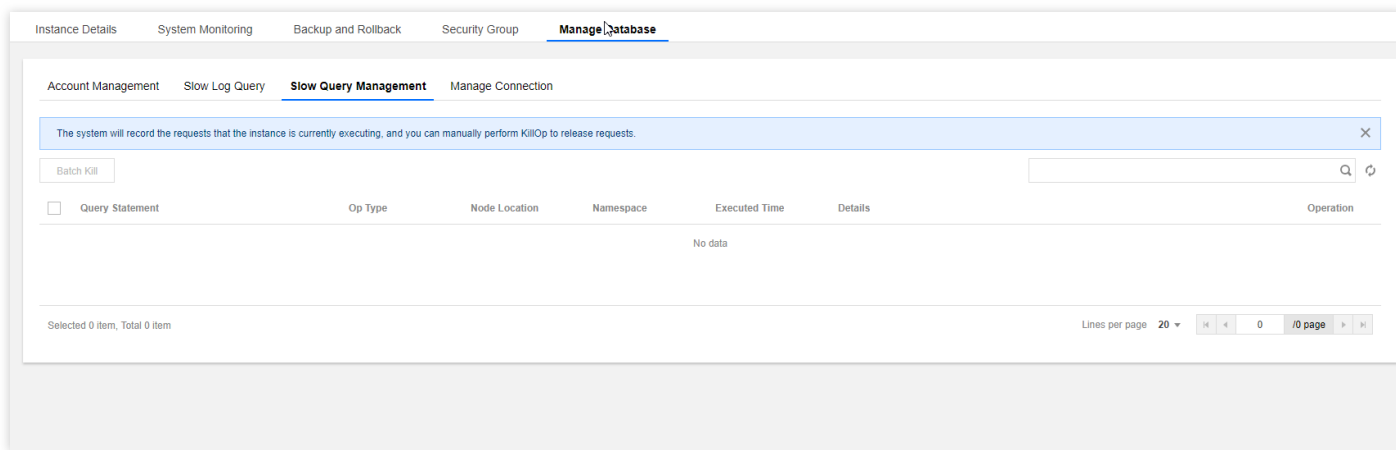 Instance Details System Monitoring Backup and Rollback Security Group Manage Database
Account Management Slow Log Query Slow Query Management Manage Connection
The system will record the requests that the instance is currently executing, and you can manually perform KillOp to release requests.
Batch Kill
Query Statement Op Type Node Location Namespace Executed Time Details Operation
No data
Selected 0 item, Total 0 item Lines per page 20 0 /0 page